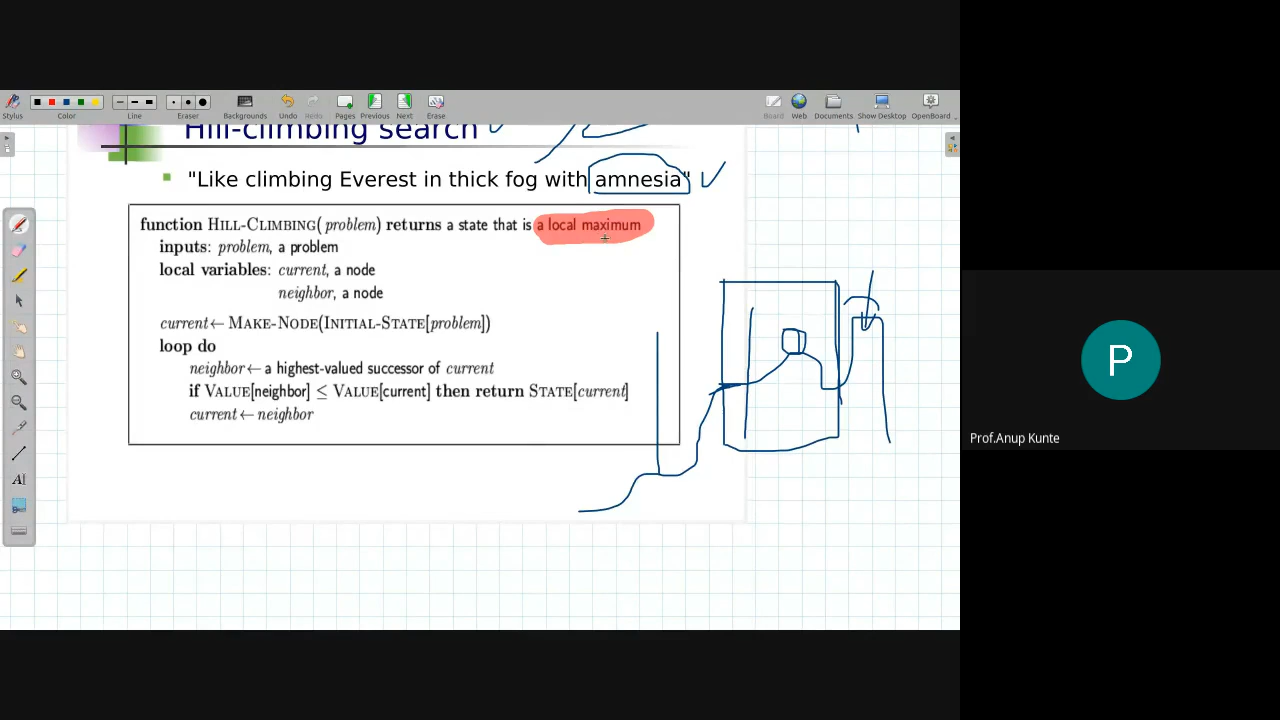 Stylus Color Line Eraser Backgrounds Undo Redo Pages Previous Next Erase Board Web Documents Show Desktop OpenBoard
Hill-climbing search
"Like climbing Everest in thick fog with amnesia"
function HILL-CLIMBING(problem) returns a state that is a local maximum
inputs: problem, a problem
local variables: current, a node
neighbor, a node
current ← MAKE-NODE(INITIAL-STATE[problem])
loop do
neighbor ← a highest-valued successor of current
if VALUE[neighbor] ≤ VALUE[current] then return STATE[current]
current ← neighbor
P
Prof.Anup Kunte